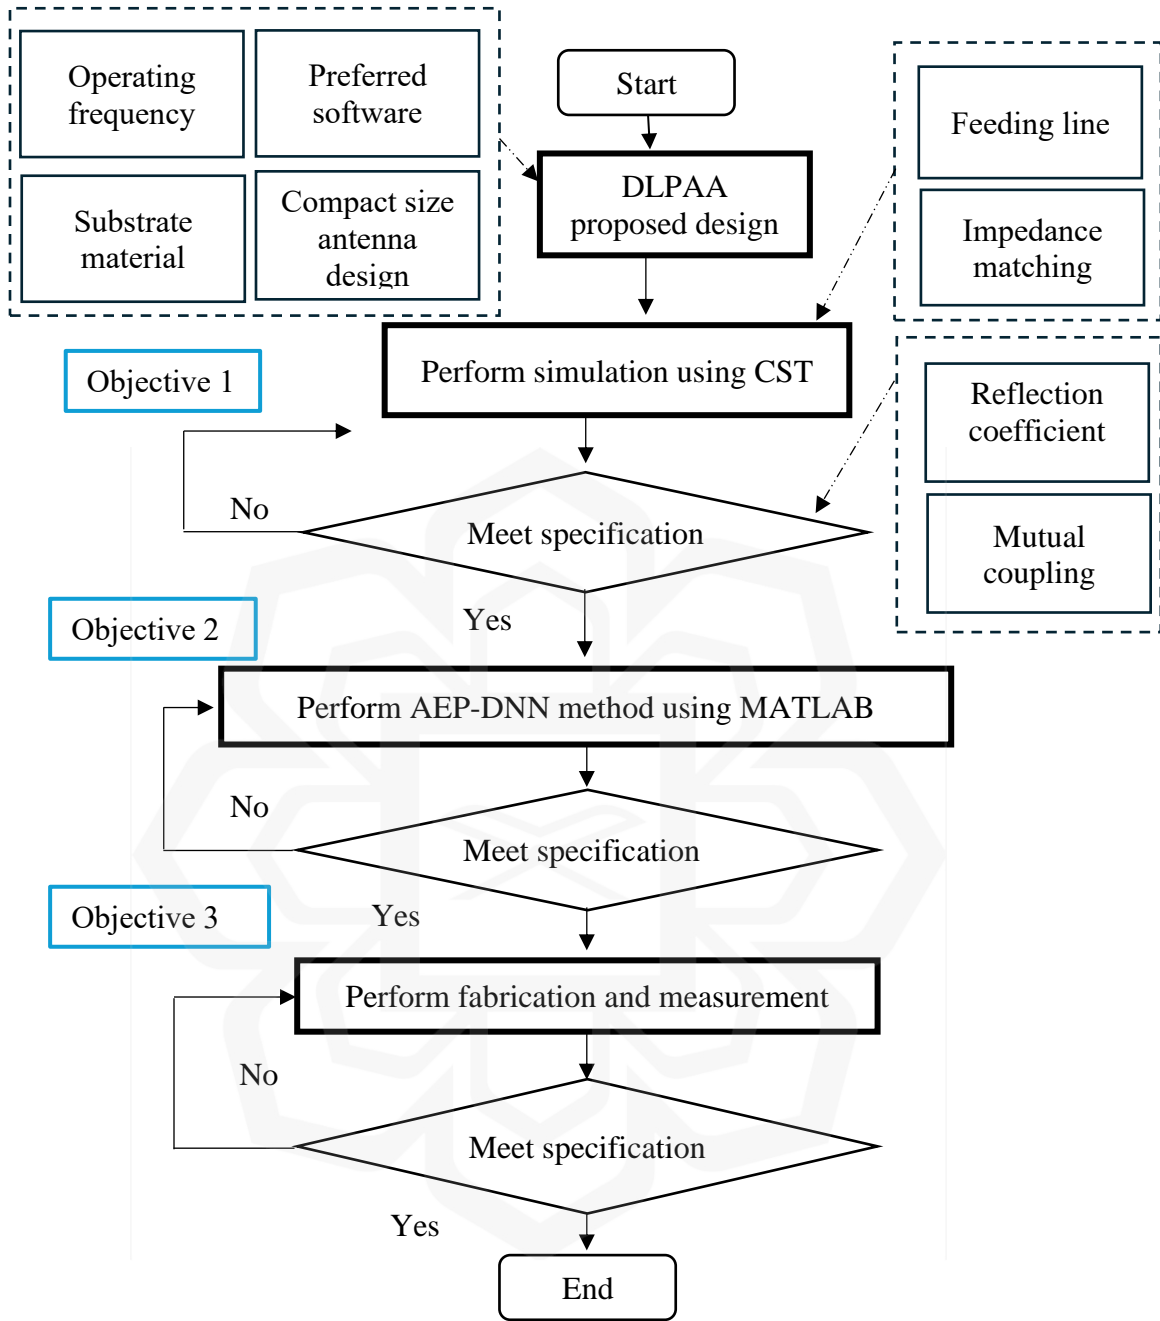 Operating
frequency
Preferred
software
Substrate
material
Compact size
antenna
design
Start
DLPAA
proposed design
Feeding line
Impedance
matching
Objective 1
Perform simulation using CST
Reflection
coefficient
Mutual
coupling
No
Meet specification
Yes
Objective 2
Perform AEP-DNN method using MATLAB
No
Meet specification
Yes
Objective 3
Perform fabrication and measurement
No
Meet specification
Yes
End